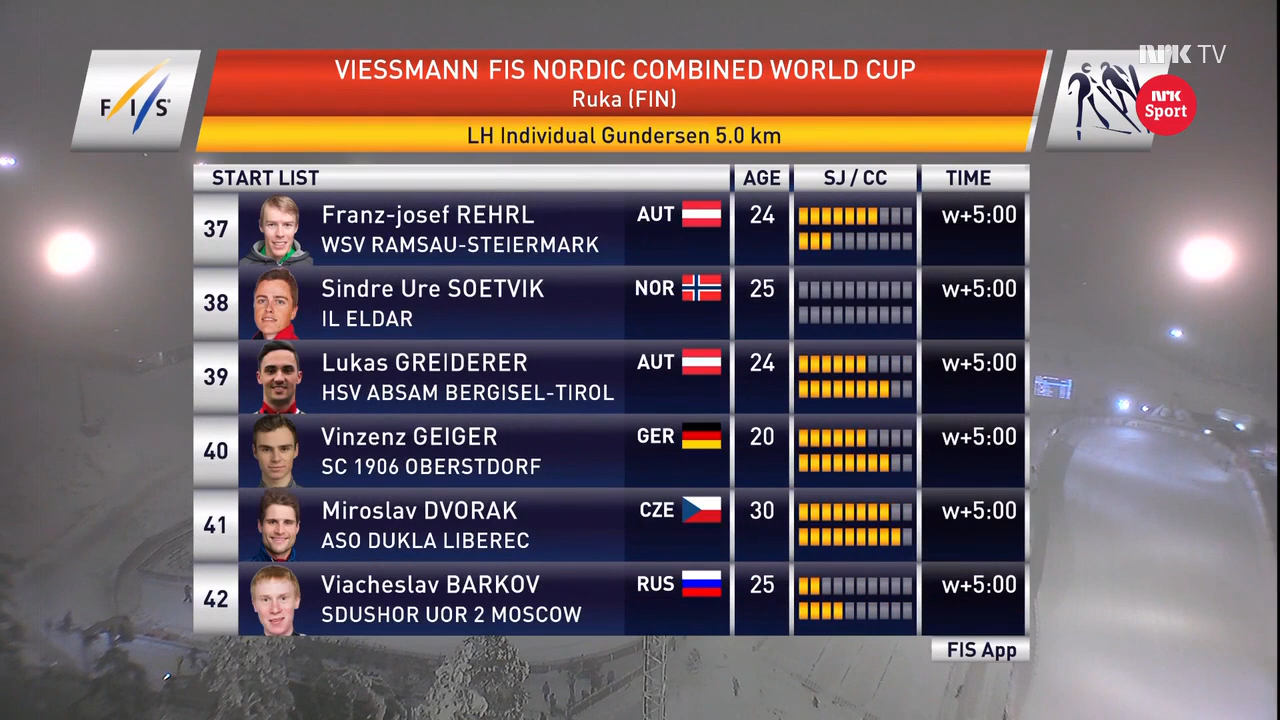 NRK TV
VIESSMANN FIS NORDIC COMBINED WORLD CUP
Ruka (FIN)
FIS
NRK
Sport
LH Individual Gundersen 5.0 km
START LIST AGE SJ / CC TIME
37 Franz-josef REHRL AUT 24 w+5:00
WSV RAMSAU-STEIERMARK
38 Sindre Ure SOETVIK NOR 25 w+5:00
IL ELDAR
39 Lukas GREIDERER AUT 24 w+5:00
HSV ABSAM BERGISEL-TIROL
40 Vinzenz GEIGER GER 20 w+5:00
SC 1906 OBERSTDORF
41 Miroslav DVORAK CZE 30 w+5:00
ASO DUKLA LIBEREC
42 Viacheslav BARKOV RUS 25 w+5:00
SDUSHOR UOR 2 MOSCOW
FIS App